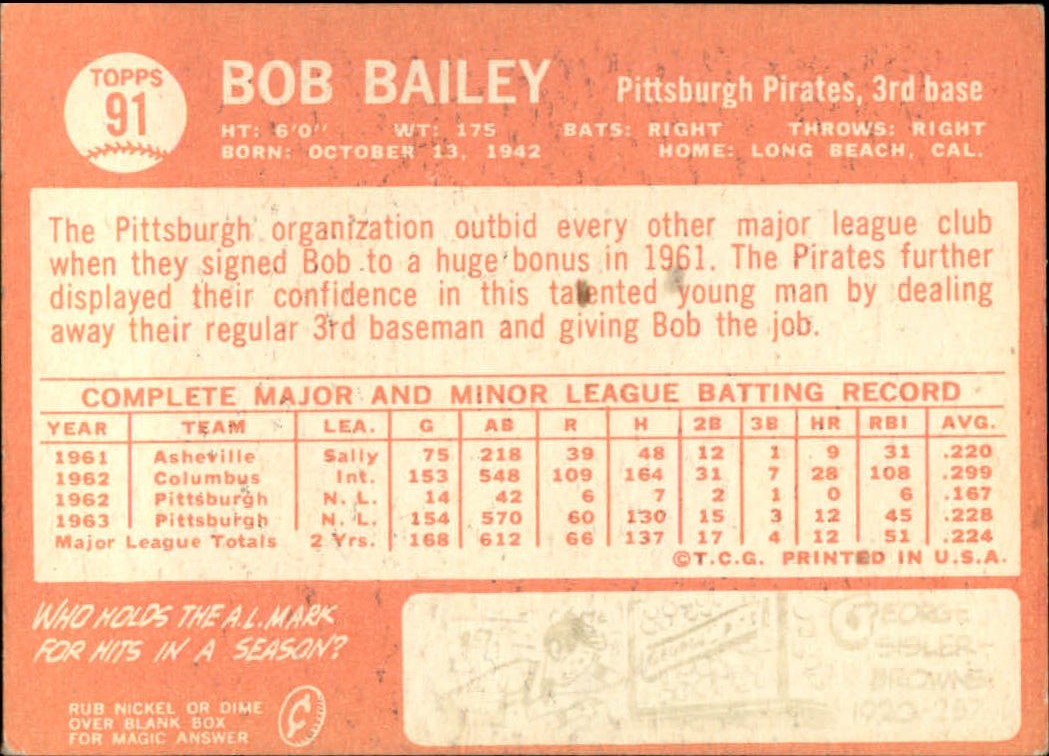 TOPPS
91
BOB BAILEY
Pittsburgh Pirates, 3rd base
HT: 6'0" WT: 175 BATS: RIGHT THROWS: RIGHT
BORN: OCTOBER 13, 1942 HOME: LONG BEACH, CAL.
The Pittsburgh organization outbid every other major league club
when they signed Bob to a huge bonus in 1961. The Pirates further
displayed their confidence in this talented young man by dealing
away their regular 3rd baseman and giving Bob the job.
COMPLETE MAJOR AND MINOR LEAGUE BATTING RECORD
YEAR TEAM LEA. G AB R H 2B 3B HR RBI AVG.
1961 Asheville Sally 75 218 39 48 12 1 9 31 .220
1962 Columbus Int. 153 548 109 164 31 7 28 108 .299
1962 Pittsburgh N. L. 14 42 6 7 2 1 0 6 .167
1963 Pittsburgh N. L. 154 570 60 130 15 3 12 45 .228
Major League Totals 2 Yrs. 168 612 66 137 17 4 12 51 .224
©T.C.G. PRINTED IN U.S.A.
WHO HOLDS THE A.L. MARK
FOR HITS IN A SEASON?
RUB NICKEL OR DIME
OVER BLANK BOX
FOR MAGIC ANSWER
GEORGE
SISLER-
BROWNS
1920-257